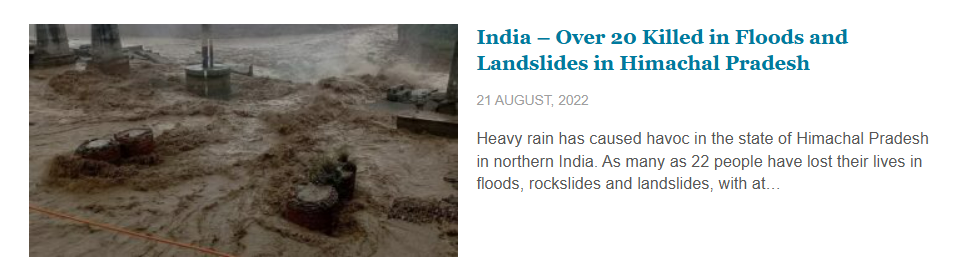 India – Over 20 Killed in Floods and
Landslides in Himachal Pradesh
21 AUGUST, 2022
Heavy rain has caused havoc in the state of Himachal Pradesh
in northern India. As many as 22 people have lost their lives in
floods, rockslides and landslides, with at…